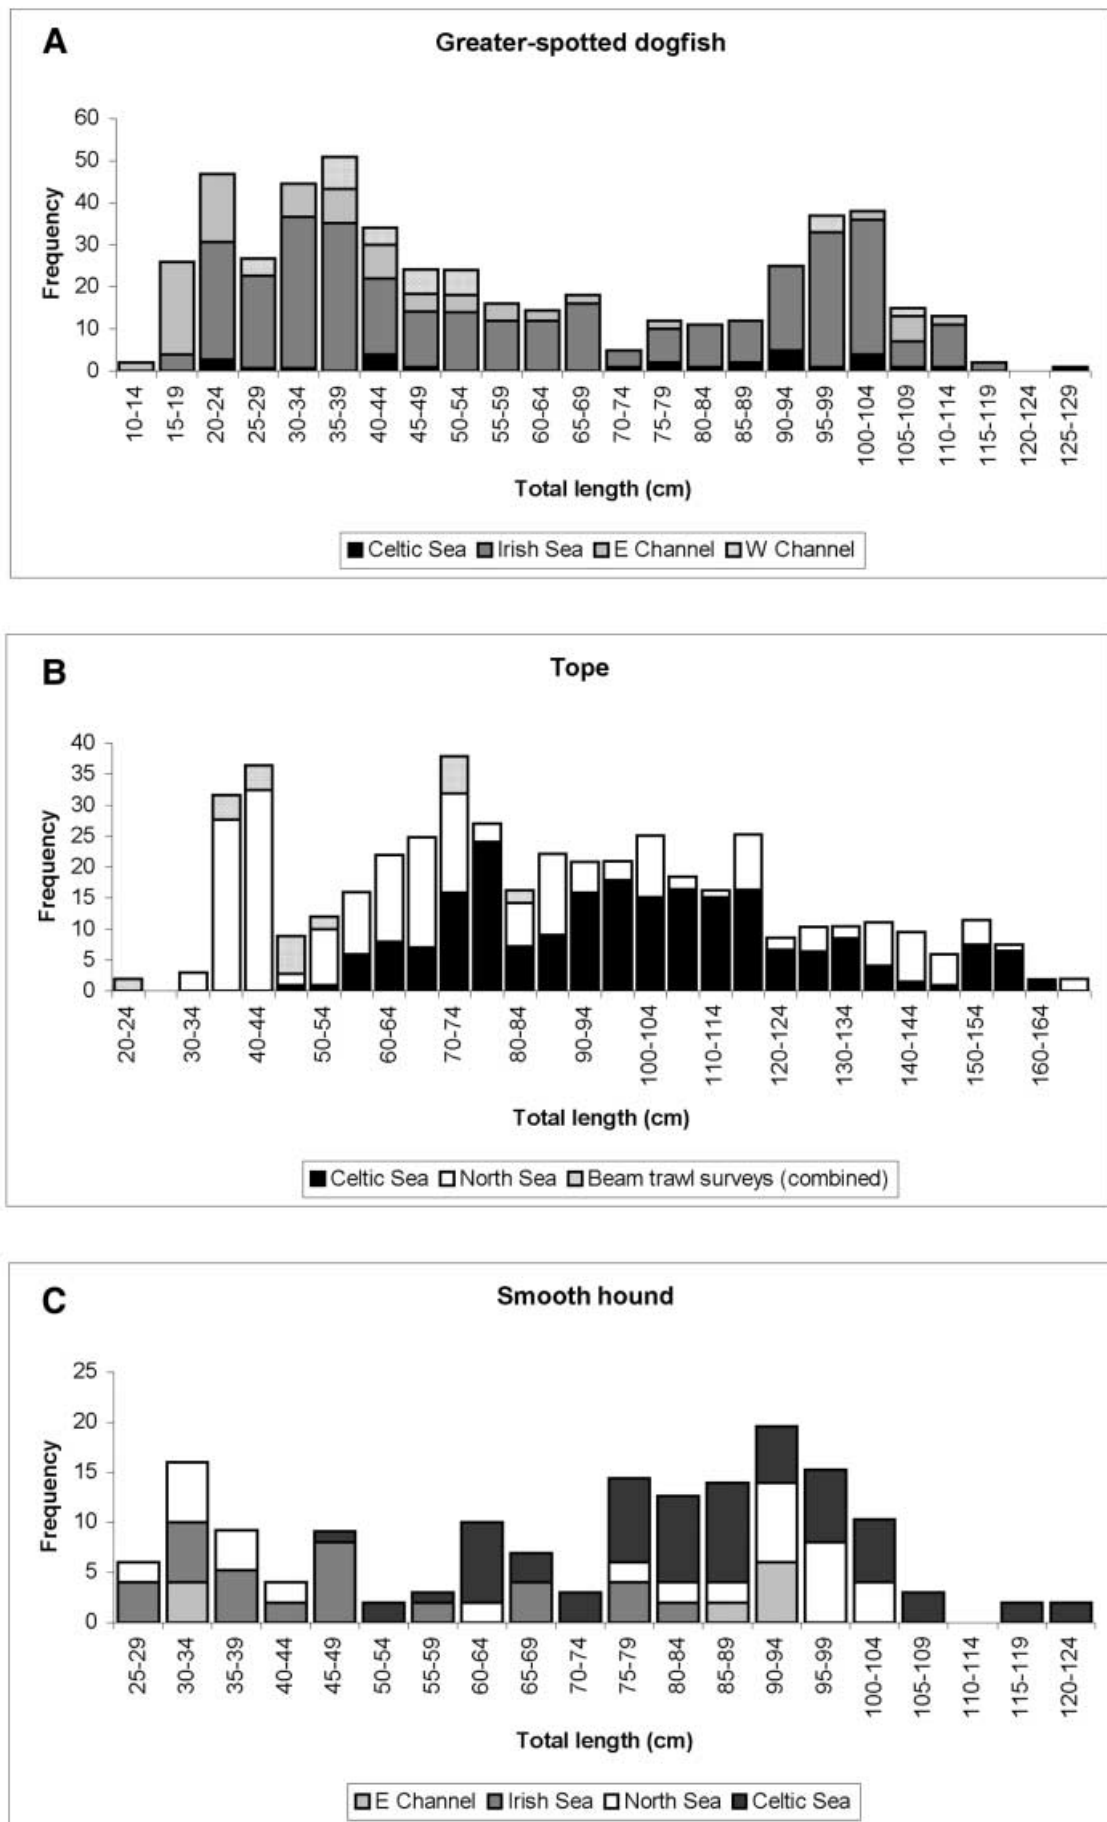 A
Greater-spotted dogfish
60
50
40
30
20
10
0
Frequency
10-14 15-19 20-24 25-29 30-34 35-39 40-44 45-49 50-54 55-59 60-64 65-69 70-74 75-79 80-84 85-89 90-94 95-99 100-104 105-109 110-114 115-119 120-124 125-129
Total length (cm)
Celtic Sea Irish Sea E Channel W Channel
B
Tope
40
35
30
25
20
15
10
5
0
Frequency
20-24 30-34 40-44 50-54 60-64 70-74 80-84 90-94 100-104 110-114 120-124 130-134 140-144 150-154 160-164
Total length (cm)
Celtic Sea North Sea Beam trawl surveys (combined)
C
Smooth hound
25
20
15
10
5
0
Frequency
25-29 30-34 35-39 40-44 45-49 50-54 55-59 60-64 65-69 70-74 75-79 80-84 85-89 90-94 95-99 100-104 105-109 110-114 115-119 120-124
Total length (cm)
E Channel Irish Sea North Sea Celtic Sea